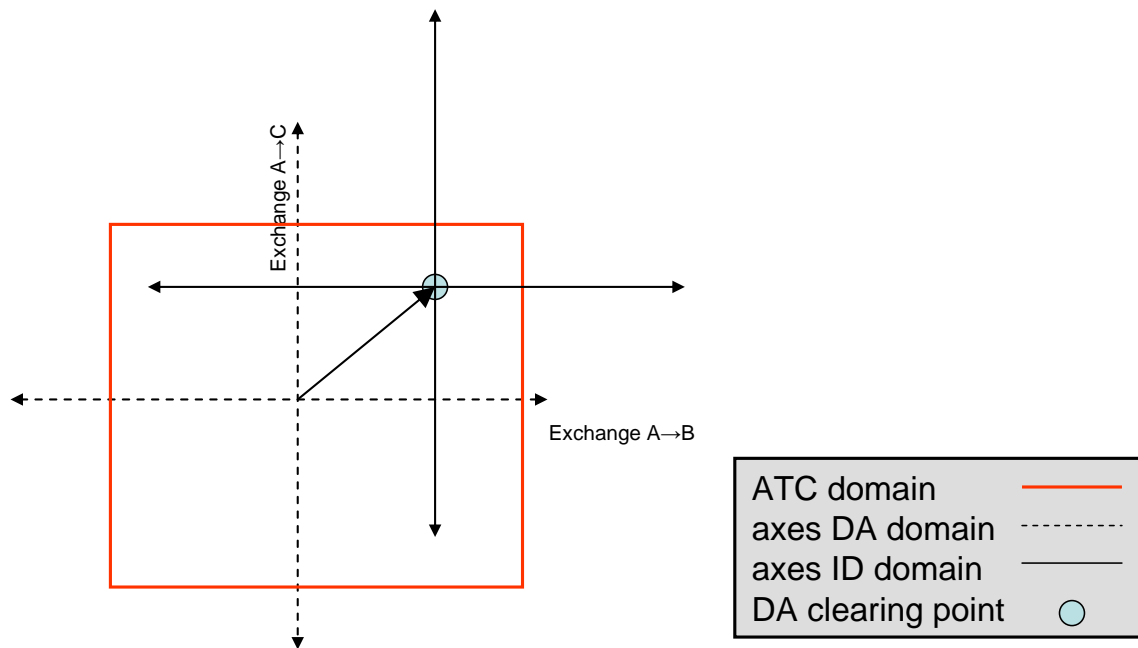 Exchange A→C
Exchange A→B
ATC domain
axes DA domain
axes ID domain
DA clearing point